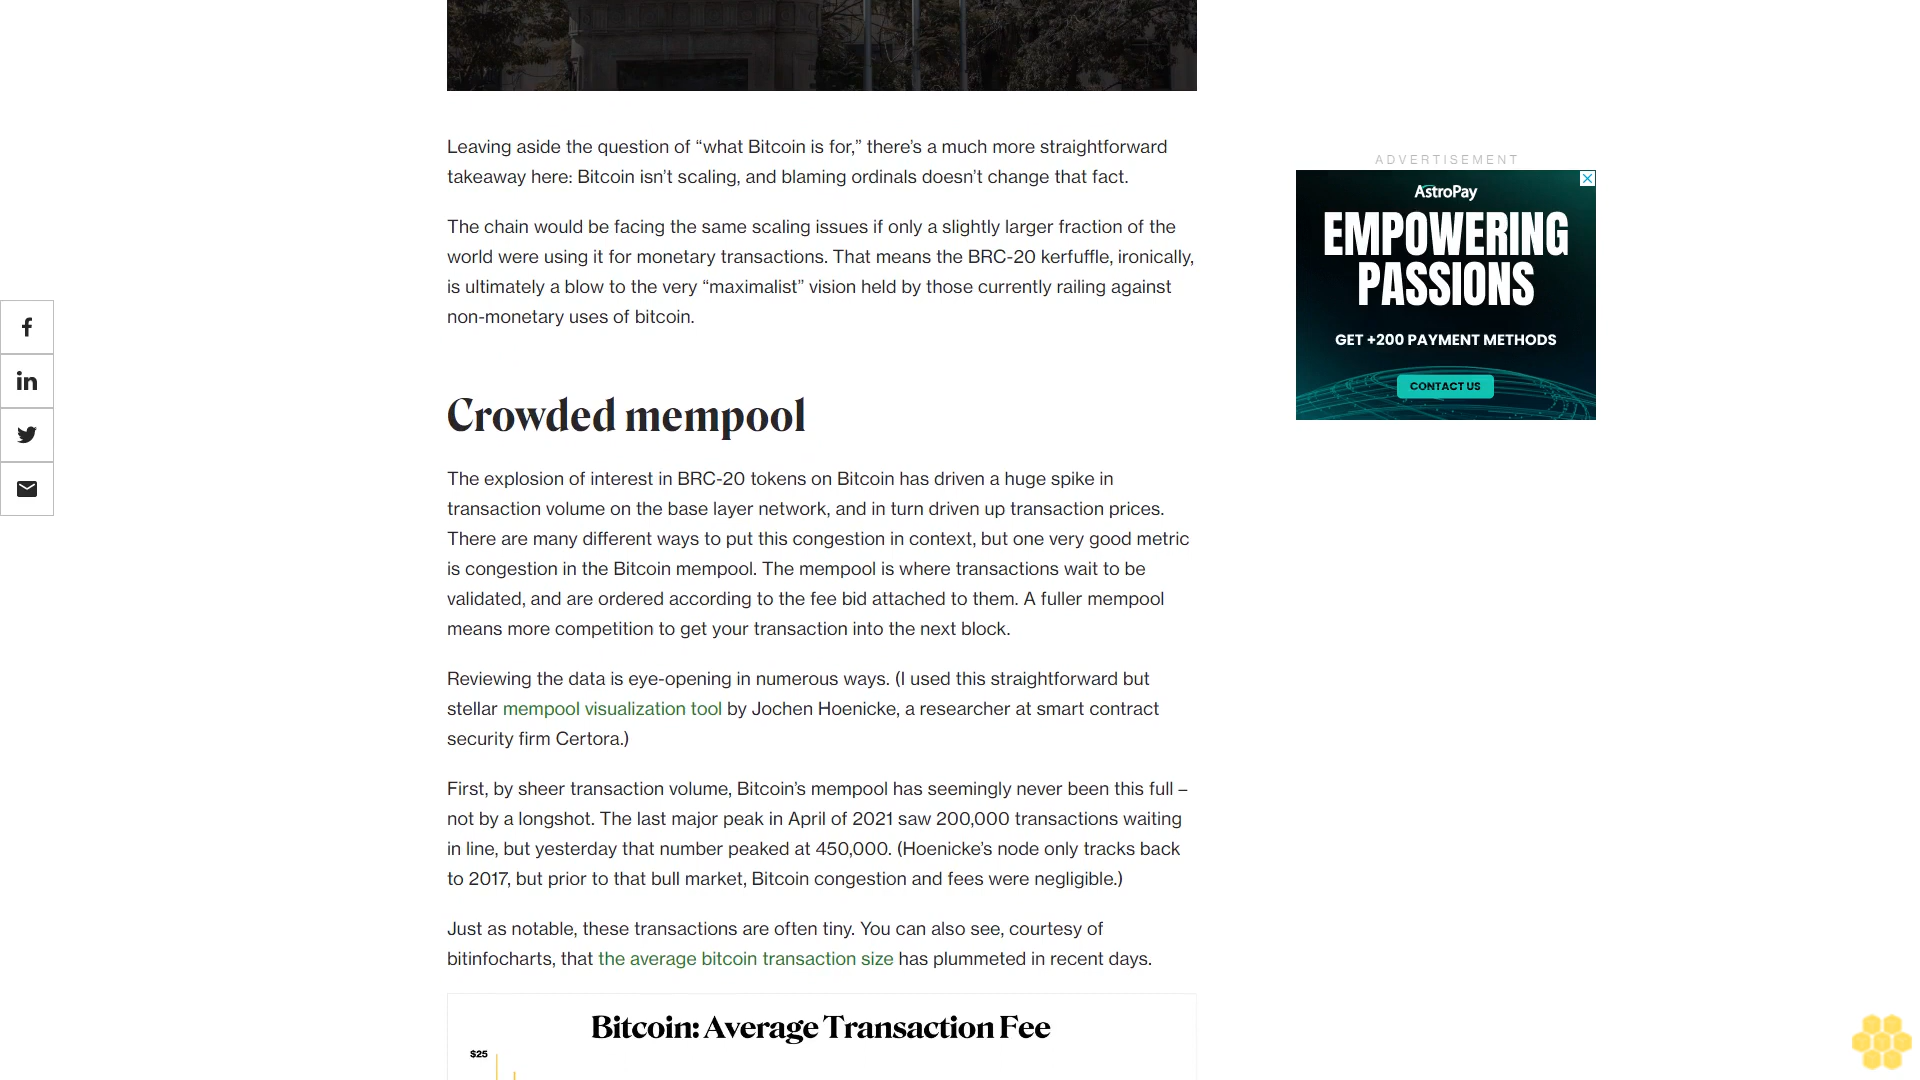 Leaving aside the question of “what Bitcoin is for,” there’s a much more straightforward
takeaway here: Bitcoin isn’t scaling, and blaming ordinals doesn’t change that fact.
The chain would be facing the same scaling issues if only a slightly larger fraction of the
world were using it for monetary transactions. That means the BRC-20 kerfuffle, ironically,
is ultimately a blow to the very “maximalist” vision held by those currently railing against
non-monetary uses of bitcoin.
Crowded mempool
The explosion of interest in BRC-20 tokens on Bitcoin has driven a huge spike in
transaction volume on the base layer network, and in turn driven up transaction prices.
There are many different ways to put this congestion in context, but one very good metric
is congestion in the Bitcoin mempool. The mempool is where transactions wait to be
validated, and are ordered according to the fee bid attached to them. A fuller mempool
means more competition to get your transaction into the next block.
Reviewing the data is eye-opening in numerous ways. (I used this straightforward but
stellar mempool visualization tool by Jochen Hoenicke, a researcher at smart contract
security firm Certora.)
First, by sheer transaction volume, Bitcoin’s mempool has seemingly never been this full –
not by a longshot. The last major peak in April of 2021 saw 200,000 transactions waiting
in line, but yesterday that number peaked at 450,000. (Hoenicke’s node only tracks back
to 2017, but prior to that bull market, Bitcoin congestion and fees were negligible.)
Just as notable, these transactions are often tiny. You can also see, courtesy of
bitinfocharts, that the average bitcoin transaction size has plummeted in recent days.
Bitcoin: Average Transaction Fee
$25
ADVERTISEMENT
AstroPay
EMPOWERING
PASSIONS
GET +200 PAYMENT METHODS
CONTACT US